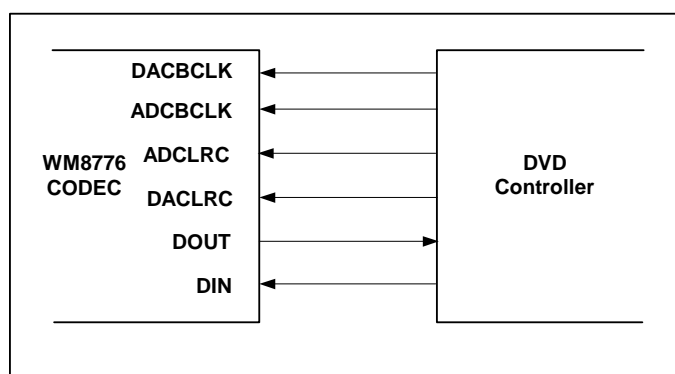 DACBCLK
ADCBCLK
ADCLRC
DACLRC
DOUT
DIN
WM8776
CODEC
DVD
Controller